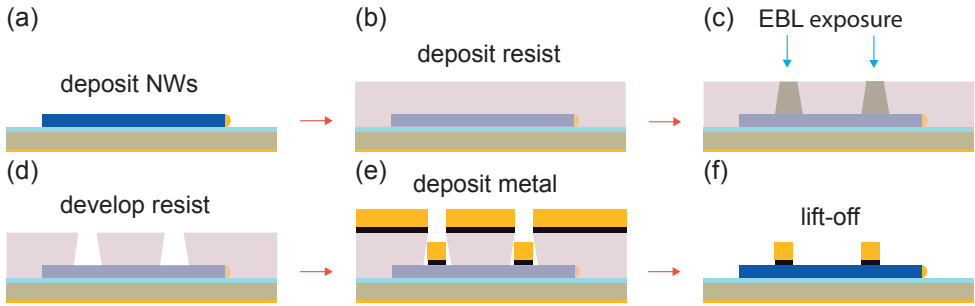 (a)
deposit NWs
(b)
deposit resist
(c)
EBL exposure
(d)
develop resist
(e)
deposit metal
(f)
lift-off